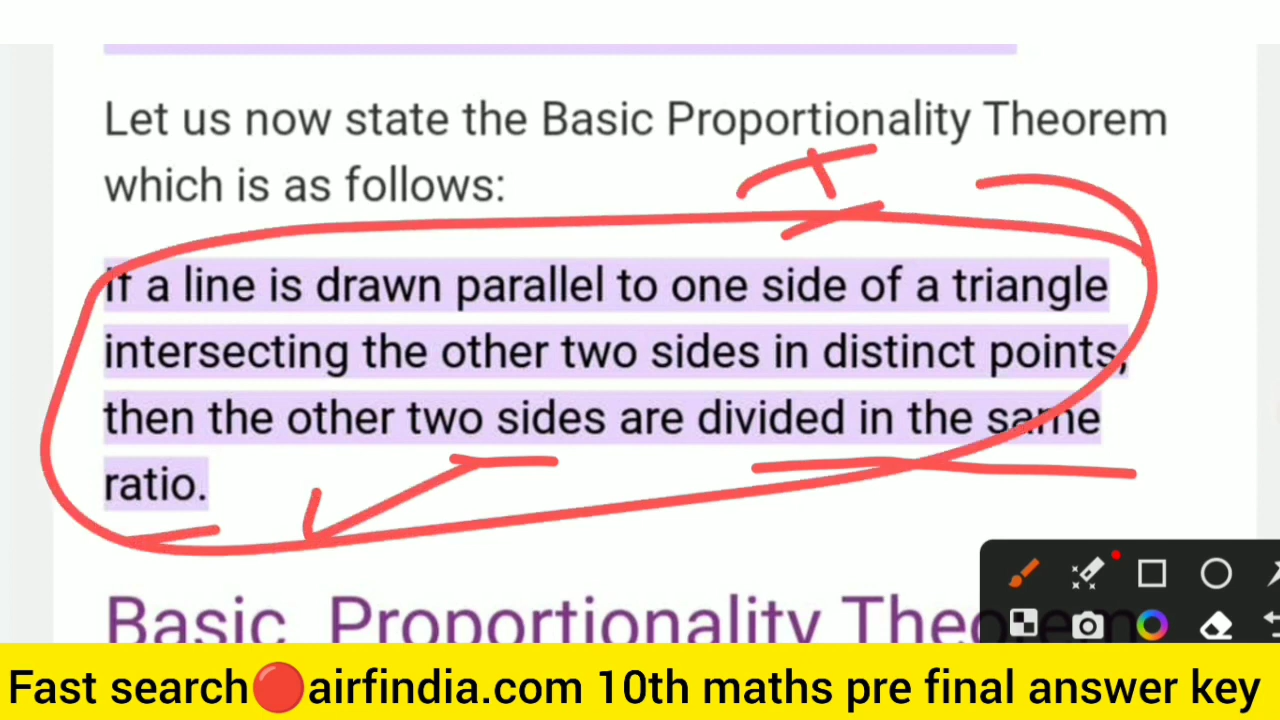 Let us now state the Basic Proportionality Theorem
which is as follows:
If a line is drawn parallel to one side of a triangle
intersecting the other two sides in distinct points,
then the other two sides are divided in the same
ratio.
Basic Proportionality Theorem
Fast search🔴airfindia.com 10th maths pre final answer key